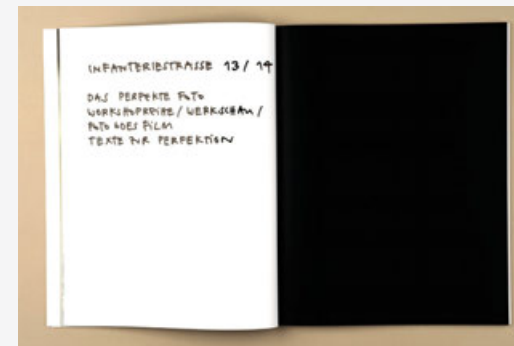 INFANTERIESTRASSE 13 / 14
DAS PERFEKTE FOTO
WORKSHOPREIHE / WERKSCHAU /
FOTO GOES FILM
TEXTE ZUR PERFEKTION